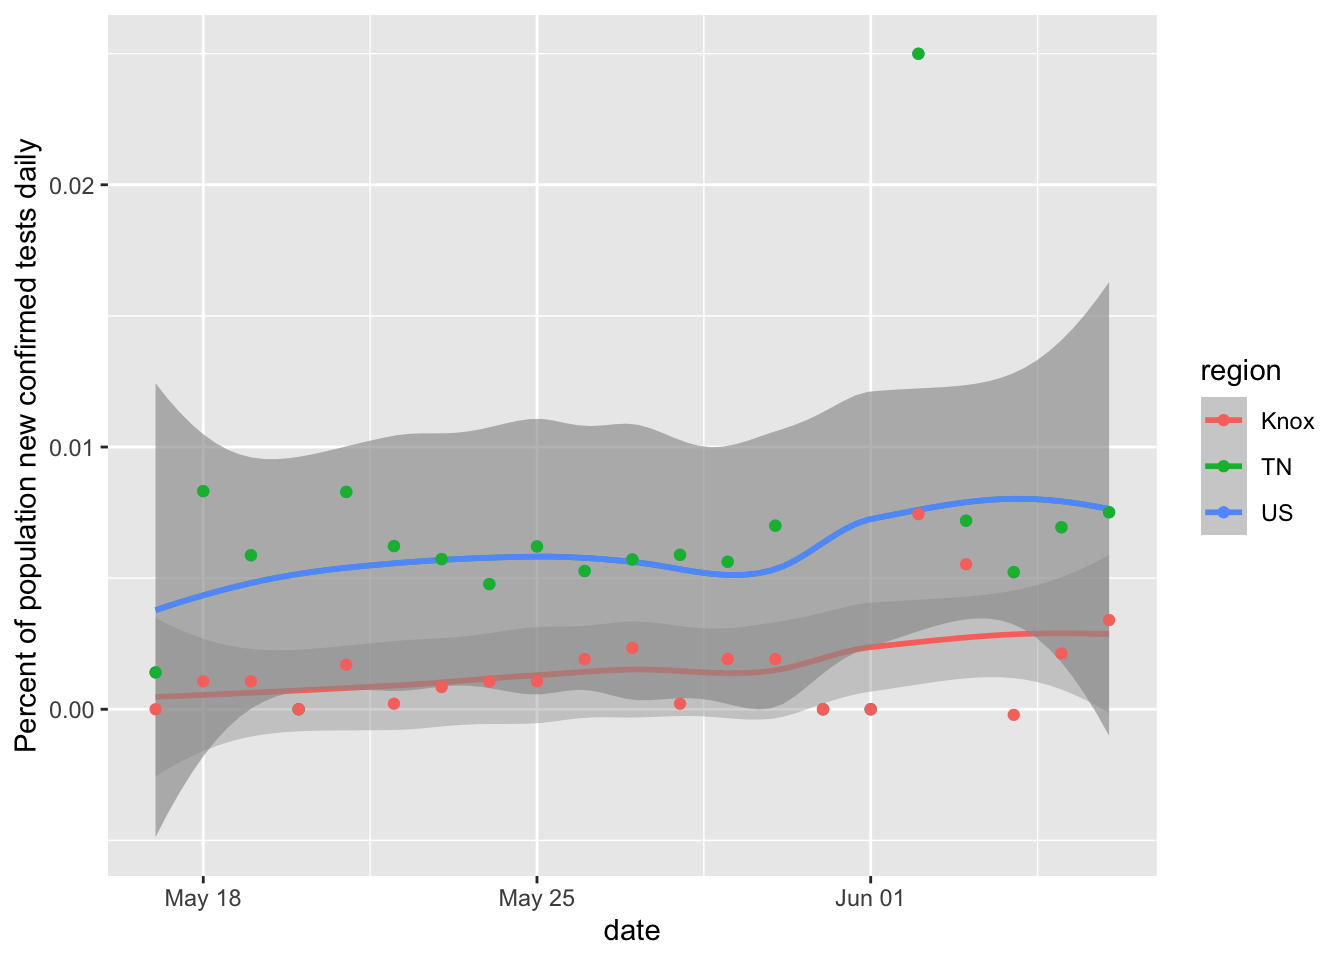 Percent of population new confirmed tests daily
0.02
0.01
0.00
May 18
May 25
Jun 01
date
region
Knox
TN
US